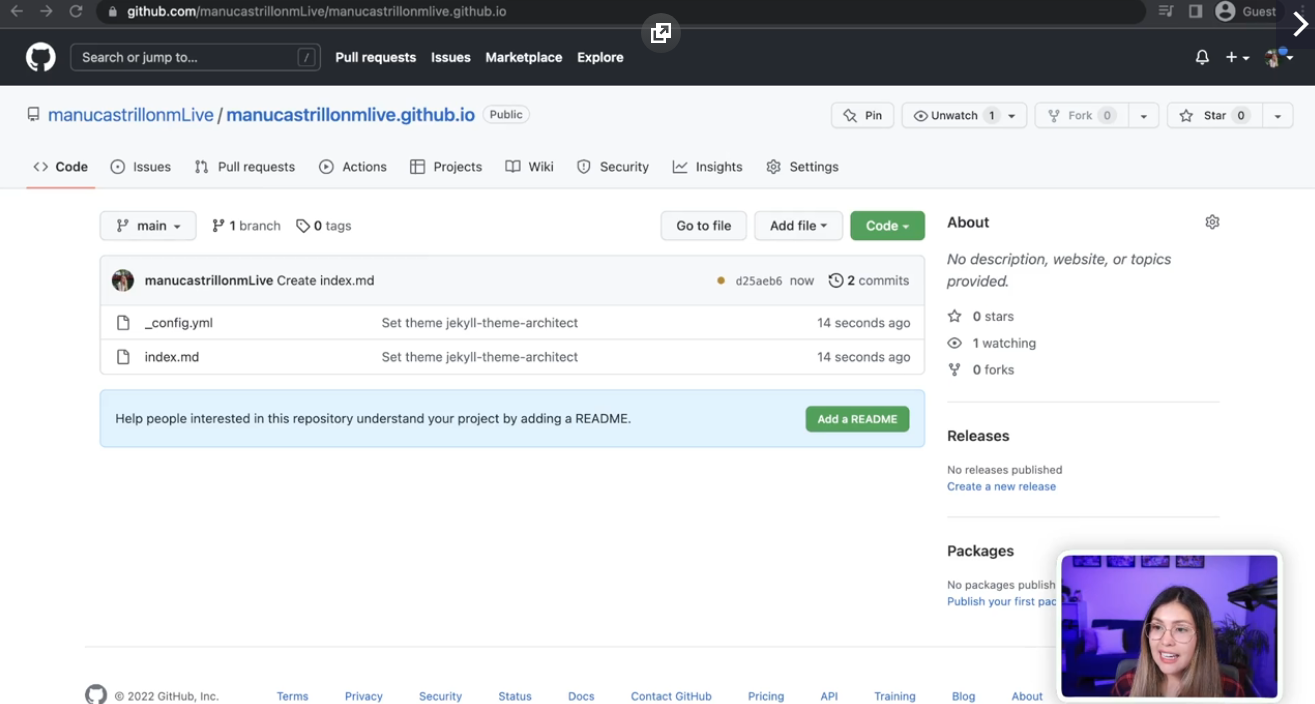 github.com/manucastrillonmLive/manucastrillonmlive.github.io
Guest
Search or jump to... /
Pull requests Issues Marketplace Explore
manucastrillonmLive / manucastrillonmlive.github.io Public
Pin Unwatch 1 Fork 0 Star 0
Code Issues Pull requests Actions Projects Wiki Security Insights Settings
main 1 branch 0 tags Go to file Add file Code
manucastrillonmLive Create index.md d25aeb6 now 2 commits
_config.yml Set theme jekyll-theme-architect 14 seconds ago
index.md Set theme jekyll-theme-architect 14 seconds ago
Help people interested in this repository understand your project by adding a README. Add a README
About
No description, website, or topics
provided.
0 stars
1 watching
0 forks
Releases
No releases published
Create a new release
Packages
No packages publish
Publish your first pac
© 2022 GitHub, Inc. Terms Privacy Security Status Docs Contact GitHub Pricing API Training Blog About